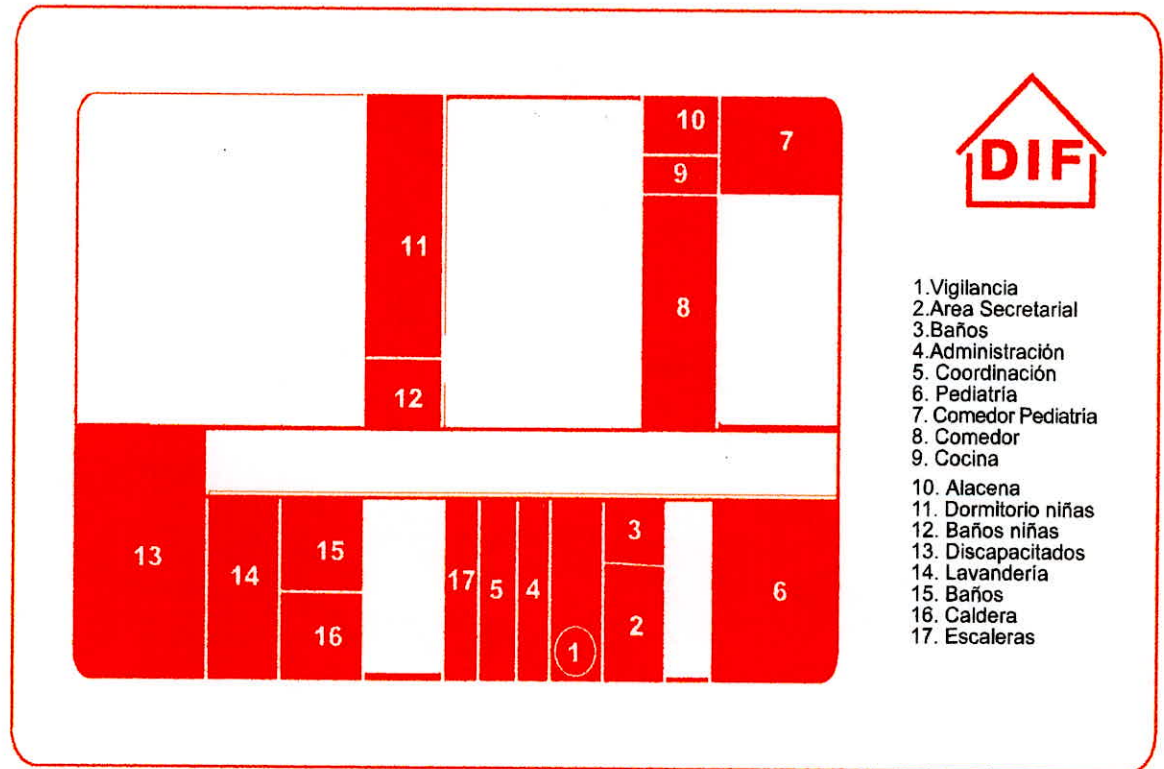 10
7
9
11
8
12
3
13
14
15
17
5
4
6
2
16
1
DIF
1.Vigilancia
2.Area Secretarial
3.Baños
4.Administración
5. Coordinación
6. Pediatría
7. Comedor Pediatria
8. Comedor
9. Cocina
10. Alacena
11. Dormitorio niñas
12. Baños niñas
13. Discapacitados
14. Lavandería
15. Baños
16. Caldera
17. Escaleras